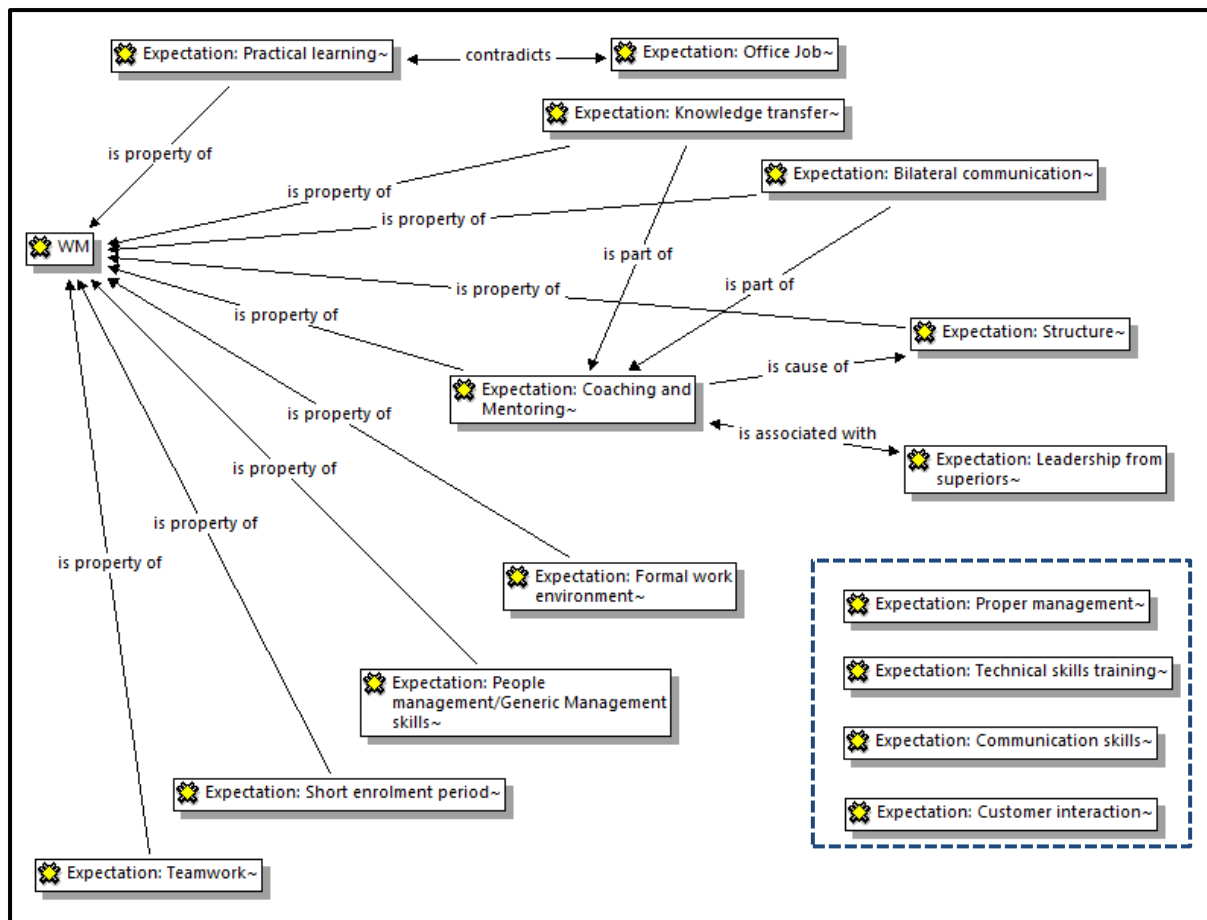 Expectation: Practical learning~
contradicts
Expectation: Office Job~
Expectation: Knowledge transfer~
is property of
Expectation: Bilateral communication~
is property of
is property of
WM
is part of
is part of
is property of
is property of
Expectation: Structure~
is cause of
Expectation: Coaching and
Mentoring~
is property of
is associated with
Expectation: Leadership from
superiors~
is property of
is property of
is property of
Expectation: Formal work
environment~
Expectation: Proper management~
Expectation: Technical skills training~
Expectation: People
management/Generic Management
skills~
Expectation: Communication skills~
Expectation: Short enrolment period~
Expectation: Customer interaction~
Expectation: Teamwork~